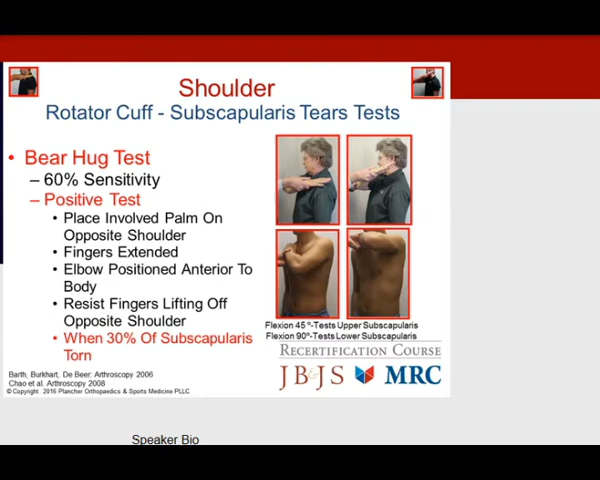 Shoulder
Rotator Cuff - Subscapularis Tears Tests
• Bear Hug Test
– 60% Sensitivity
– Positive Test
• Place Involved Palm On
Opposite Shoulder
• Fingers Extended
• Elbow Positioned Anterior To
Body
• Resist Fingers Lifting Off
Opposite Shoulder
• When 30% Of Subscapularis
Torn
Flexion 45 º-Tests Upper Subscapularis
Flexion 90º-Tests Lower Subscapularis
Recertification Course
JB&JS MRC
Barth, Burkhart, De Beer: Arthroscopy 2006
Chao et al. Arthroscopy 2008
© Copyright 2016 Plancher Orthopaedics & Sports Medicine PLLC
Speaker Bio